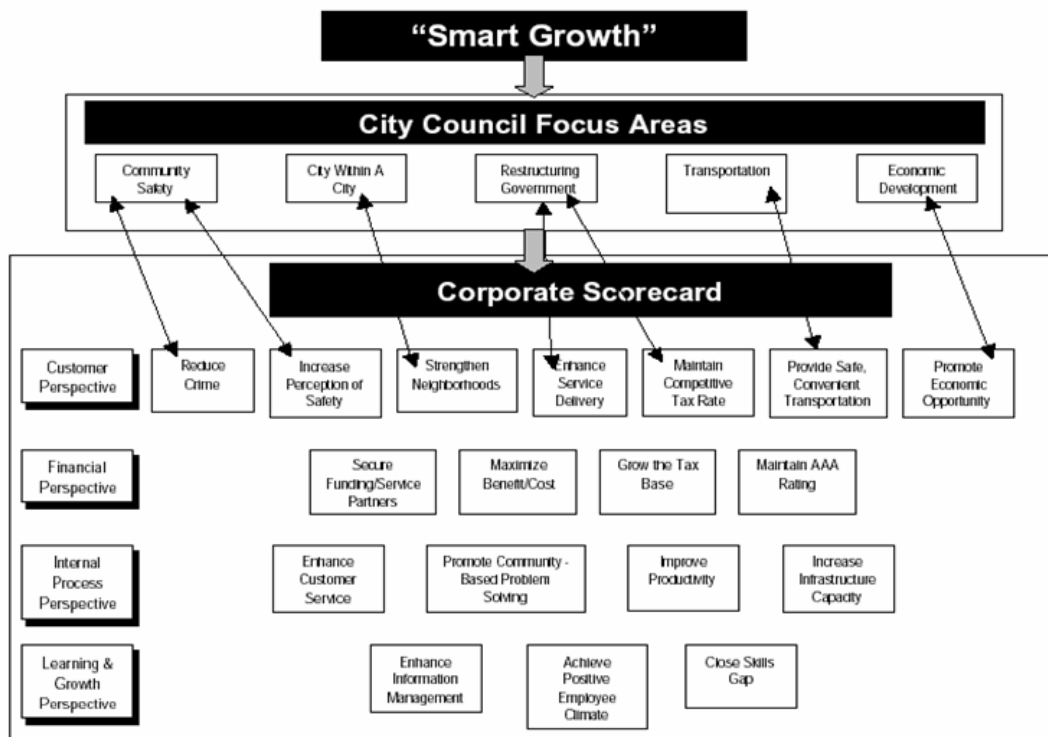 “Smart Growth”
City Council Focus Areas
Community
Safety
City Within A
City
Restructuring
Government
Transportation
Economic
Development
Corporate Scorecard
Customer
Perspective
Reduce
Crime
Increase
Perception of
Safety
Strengthen
Neighborhoods
Enhance
Service
Delivery
Maintain
Competitive
Tax Rate
Provide Safe,
Convenient
Transportation
Promote
Economic
Opportunity
Financial
Perspective
Secure
Funding/Service
Partners
Maximize
Benefit/Cost
Grow the Tax
Base
Maintain AAA
Rating
Internal
Process
Perspective
Enhance
Customer
Service
Promote Community -
Based Problem
Solving
Improve
Productivity
Increase
Infrastructure
Capacity
Learning &
Growth
Perspective
Enhance
Information
Management
Achieve
Positive
Employee
Climate
Close Skills
Gap